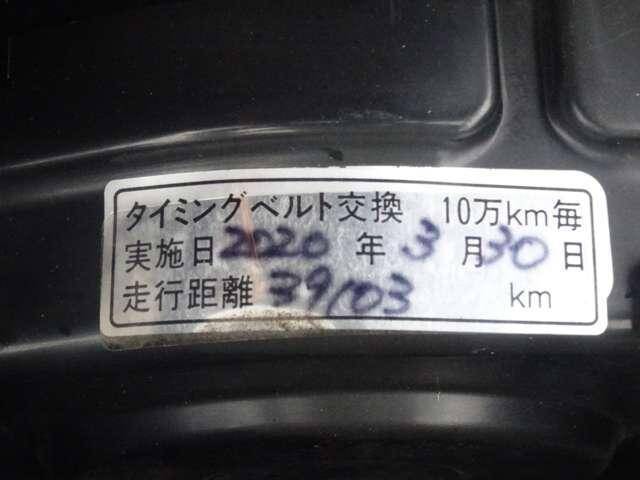 タイミングベルト交換 10万km毎
実施日 2020 年 3 月 30 日
走行距離 39103 km